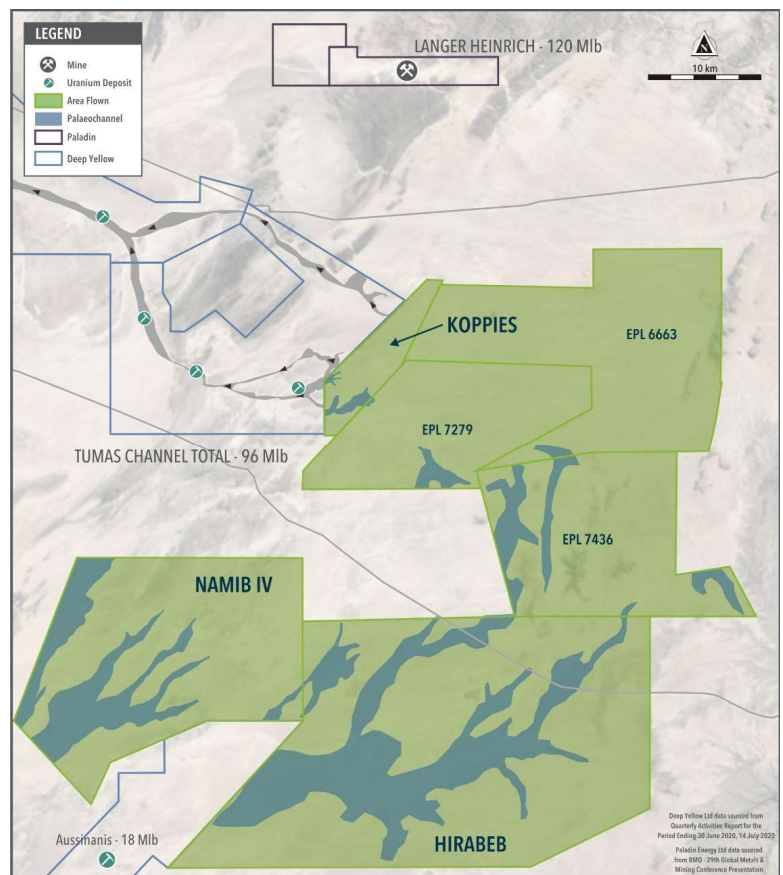 LEGEND
Mine
Uranium Deposit
Area Flown
Palaeochannel
Paladin
Deep Yellow
LANGER HEINRICH - 120 Mlb
N
10 km
KOPPIES
EPL 6663
EPL 7279
TUMAS CHANNEL TOTAL - 96 Mlb
EPL 7436
NAMIB IV
HIRABEB
Aussinanis - 18 Mlb
Deep Yellow Ltd data sourced from
Quarterly Activities Report for the
Period Ending 30 June 2020, 14 July 2020
Paladin Energy Ltd data sourced
from BMO - 29th Global Metals &
Mining Conference Presentation